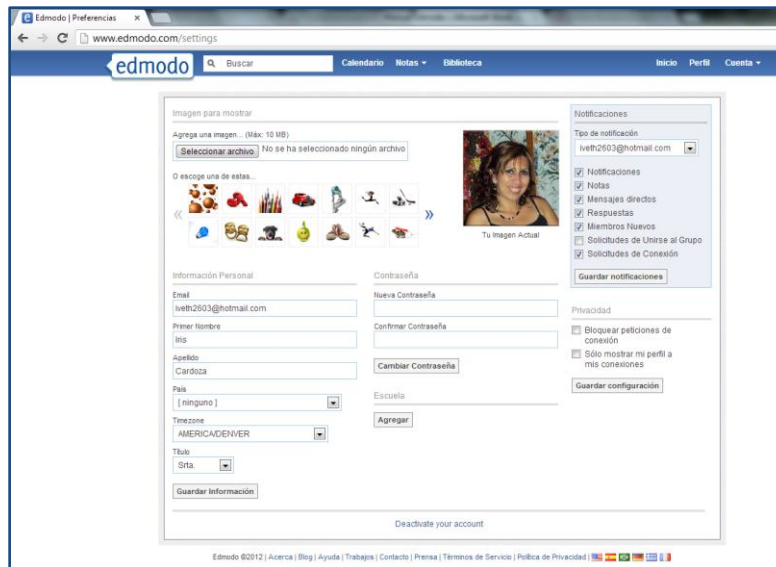 Edmodo | Preferencias
www.edmodo.com/settings
edmodo
Buscar
Calendario Notas Biblioteca
Inicio Perfil Cuenta
Imagen para mostrar
Agrega una imagen... (Máx: 10 MB)
Seleccionar archivo No se ha seleccionado ningún archivo
O escoge una de estas...
«
»
Tu Imagen Actual
Información Personal
Email
iveth2603@hotmail.com
Primer Nombre
Iris
Apellido
Cardoza
País
[ ninguno ]
Timezone
AMERICA/DENVER
Título
Srta.
Guardar Información
Contraseña
Nueva Contraseña
Confirmar Contraseña
Cambiar Contraseña
Escuela
Agregar
Notificaciones
Tipo de notificación
iveth2603@hotmail.com
Notificaciones
Notas
Mensajes directos
Respuestas
Miembros Nuevos
Solicitudes de Unirse al Grupo
Solicitudes de Conexión
Guardar notificaciones
Privacidad
Bloquear peticiones de
conexión
Sólo mostrar mi perfil a
mis conexiones
Guardar configuración
Deactivate your account
Edmodo ©2012 | Acerca | Blog | Ayuda | Trabajos | Contacto | Prensa | Términos de Servicio | Política de Privacidad |